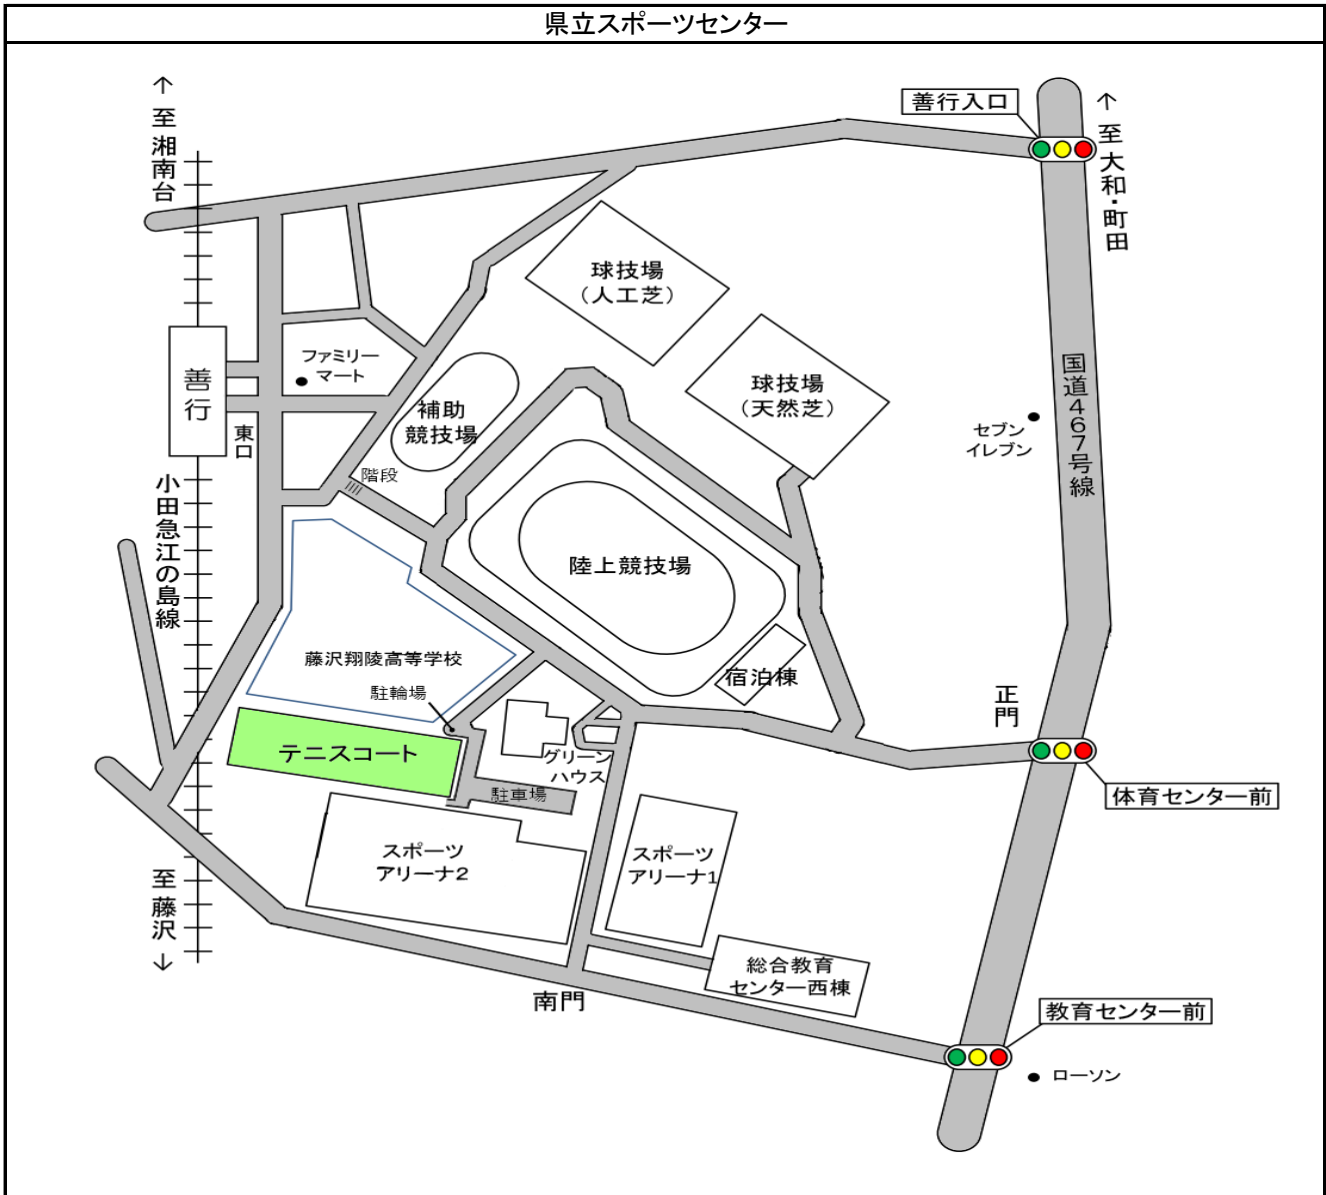 県立スポーツセンター
↑至湘南台
善行入口
↑至大和・町田
球技場
（人工芝）
球技場
（天然芝）
国道467号線
ファミリー
マート
善行
東口
補助
競技場
セブン
イレブン
階段
小田急江の島線
陸上競技場
藤沢翔陵高等学校
宿泊棟
駐輪場
正門
テニスコート
グリーン
ハウス
駐車場
体育センター前
スポーツ
アリーナ2
スポーツ
アリーナ1
至藤沢↓
総合教育
センター西棟
南門
教育センター前
ローソン